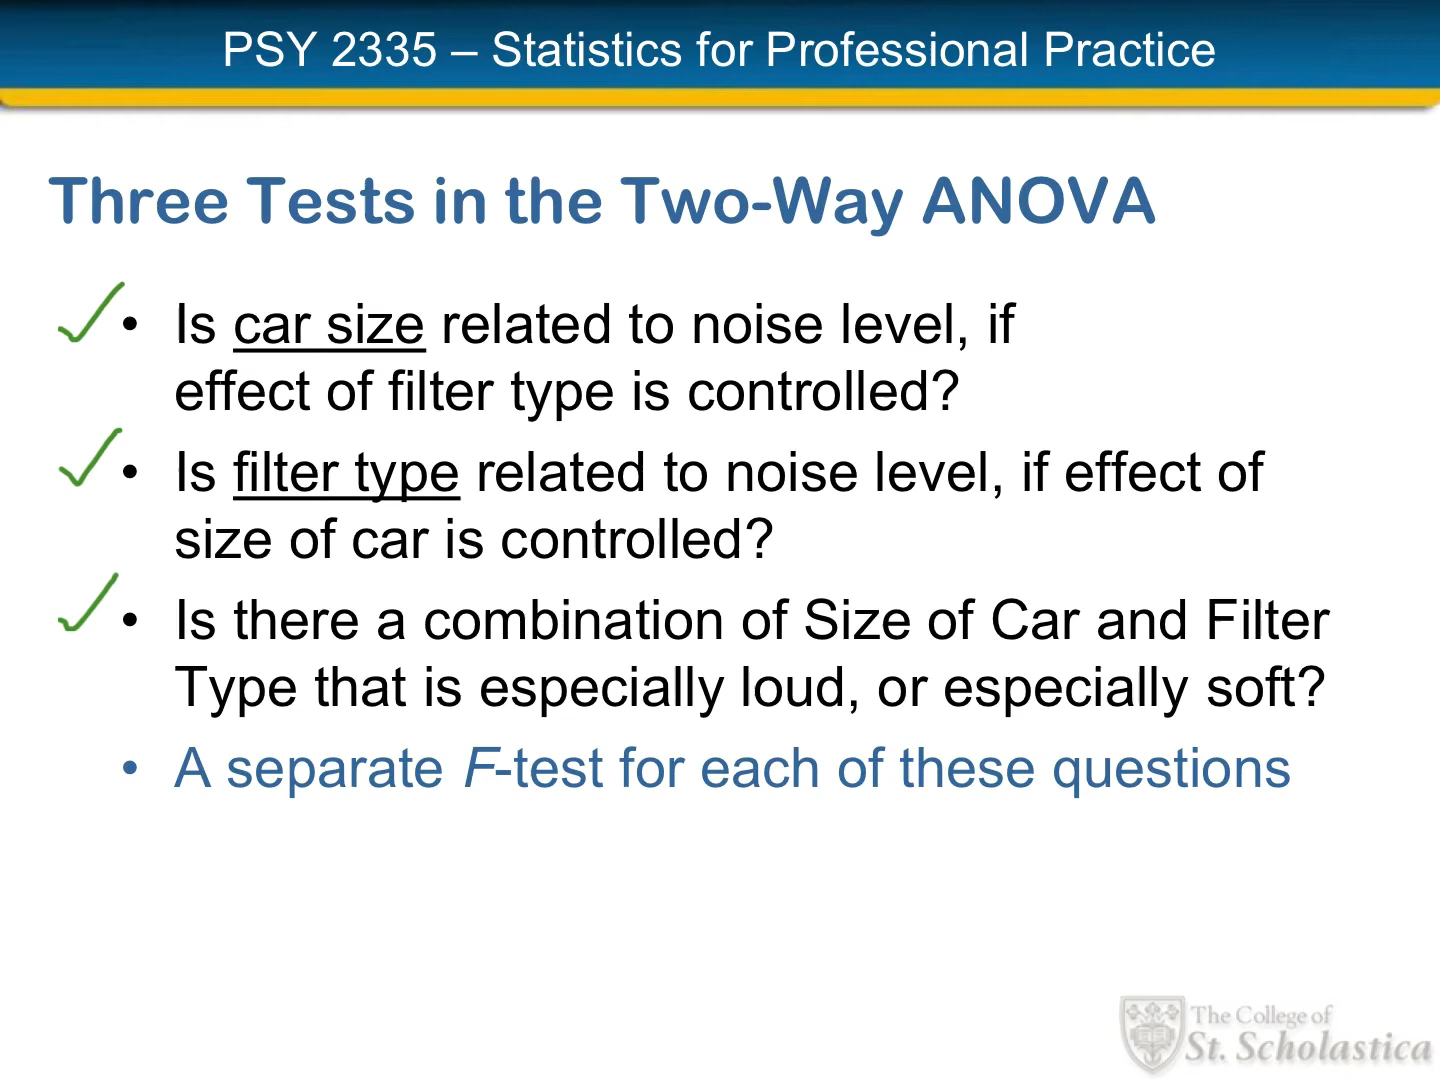 PSY 2335 – Statistics for Professional Practice
Three Tests in the Two-Way ANOVA
• Is car size related to noise level, if
effect of filter type is controlled?
• Is filter type related to noise level, if effect of
size of car is controlled?
• Is there a combination of Size of Car and Filter
Type that is especially loud, or especially soft?
• A separate F-test for each of these questions
The College of
St. Scholastica